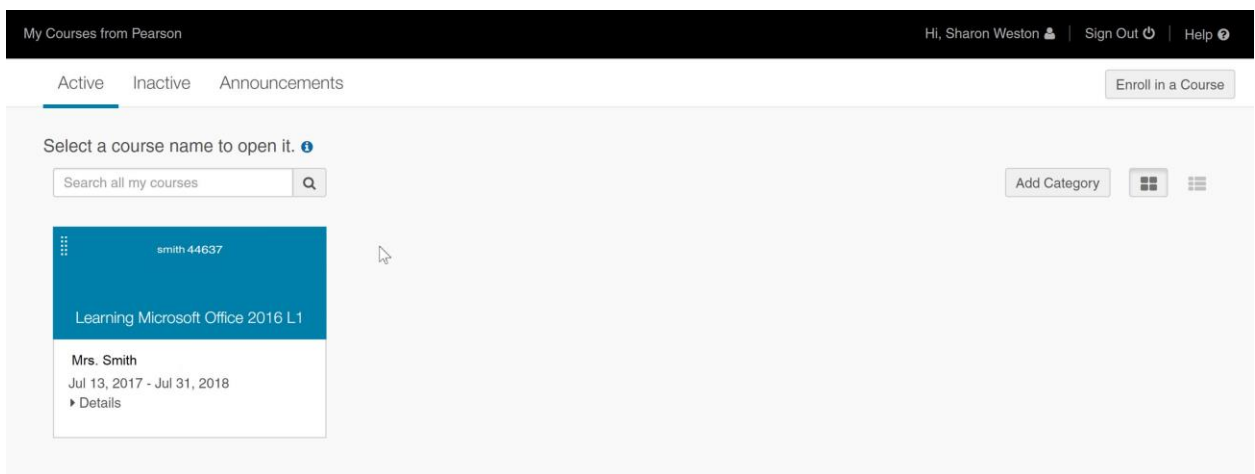 My Courses from Pearson
Hi, Sharon Weston
Sign Out
Help
Active
Inactive
Announcements
Enroll in a Course
Select a course name to open it.
Search all my courses
Add Category
smith 44637
Learning Microsoft Office 2016 L1
Mrs. Smith
Jul 13, 2017 - Jul 31, 2018
Details